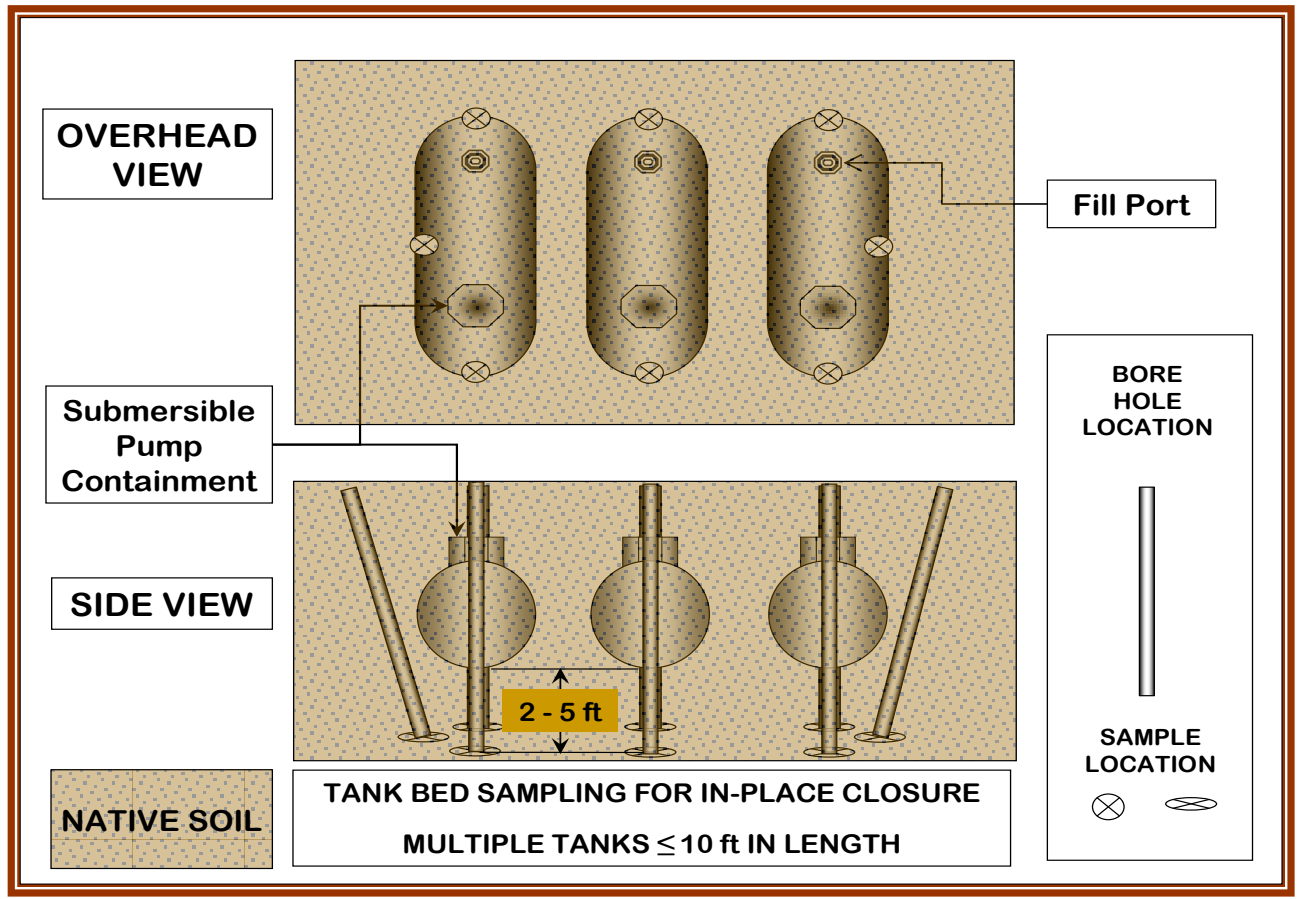 OVERHEAD
VIEW
Fill Port
Submersible
Pump
Containment
BORE
HOLE
LOCATION
SIDE VIEW
2 - 5 ft
SAMPLE
LOCATION
NATIVE SOIL
TANK BED SAMPLING FOR IN-PLACE CLOSURE
MULTIPLE TANKS ≤ 10 ft IN LENGTH